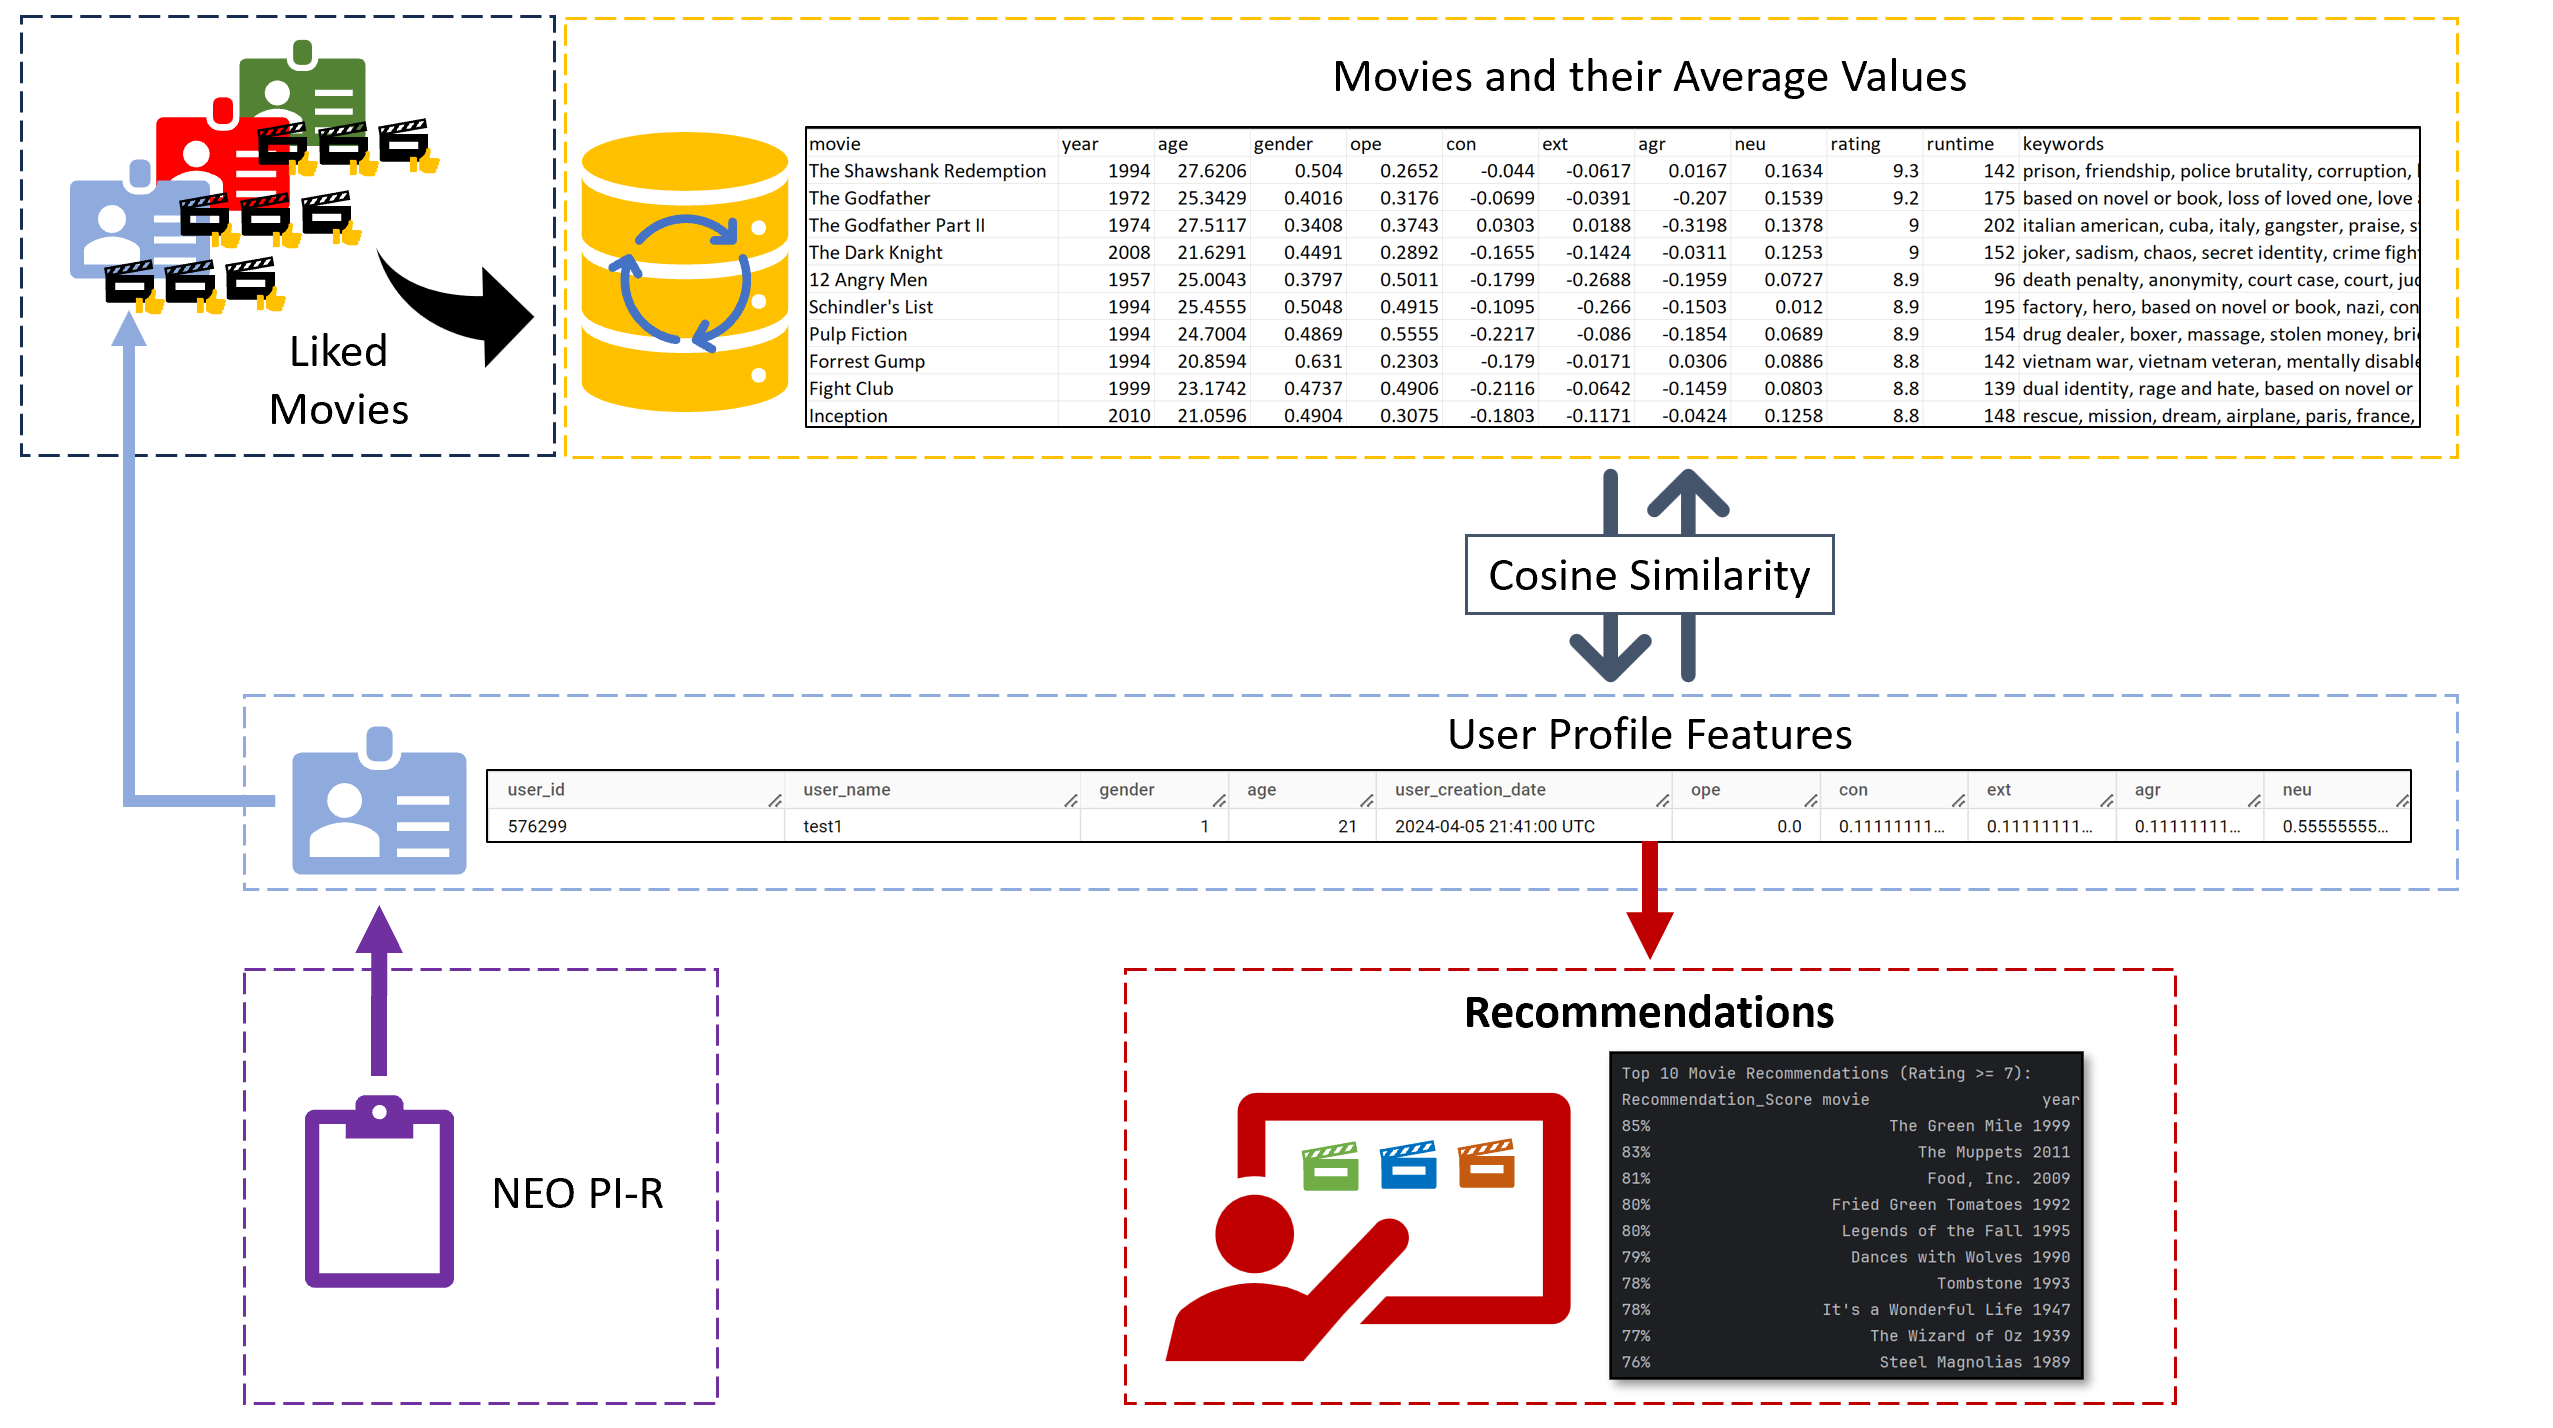 Liked
Movies
Movies and their Average Values
movie year age gender ope con ext agr neu rating runtime keywords
The Shawshank Redemption 1994 27.6206 0.504 0.2652 -0.044 -0.0617 0.0167 0.1634 9.3 142 prison, friendship, police brutality, corruption,
The Godfather 1972 25.3429 0.4016 0.3176 -0.0699 -0.0391 -0.207 0.1539 9.2 175 based on novel or book, loss of loved one, love
The Godfather Part II 1974 27.5117 0.3408 0.3743 0.0303 0.0188 -0.3198 0.1378 9 202 italian american, cuba, italy, gangster, praise,
The Dark Knight 2008 21.6291 0.4491 0.2892 -0.1655 -0.1424 -0.0311 0.1253 9 152 joker, sadism, chaos, secret identity, crime figh
12 Angry Men 1957 25.0043 0.3797 0.5011 -0.1799 -0.2688 -0.1959 0.0727 8.9 96 death penalty, anonymity, court case, court, juc
Schindler's List 1994 25.4555 0.5048 0.4915 -0.1095 -0.266 -0.1503 0.012 8.9 195 factory, hero, based on novel or book, nazi, con
Pulp Fiction 1994 24.7004 0.4869 0.5555 -0.2217 -0.086 -0.1854 0.0689 8.9 154 drug dealer, boxer, massage, stolen money, bri
Forrest Gump 1994 20.8594 0.631 0.2303 -0.179 -0.0171 0.0306 0.0886 8.8 142 vietnam war, vietnam veteran, mentally disable
Fight Club 1999 23.1742 0.4737 0.4906 -0.2116 -0.0642 -0.1459 0.0803 8.8 139 dual identity, rage and hate, based on novel or
Inception 2010 21.0596 0.4904 0.3075 -0.1803 -0.1171 -0.0424 0.1258 8.8 148 rescue, mission, dream, airplane, paris, france,
Cosine Similarity
User Profile Features
user_id user_name gender age user_creation_date ope con ext agr neu
576299 test1 1 21 2024-04-05 21:41:00 UTC 0.0 0.11111111... 0.11111111... 0.11111111... 0.55555555...
NEO PI-R
Recommendations
Top 10 Movie Recommendations (Rating >= 7):
Recommendation_Score movie year
85% The Green Mile 1999
83% The Muppets 2011
81% Food, Inc. 2009
80% Fried Green Tomatoes 1992
80% Legends of the Fall 1995
79% Dances with Wolves 1990
78% Tombstone 1993
78% It's a Wonderful Life 1947
77% The Wizard of Oz 1939
76% Steel Magnolias 1989